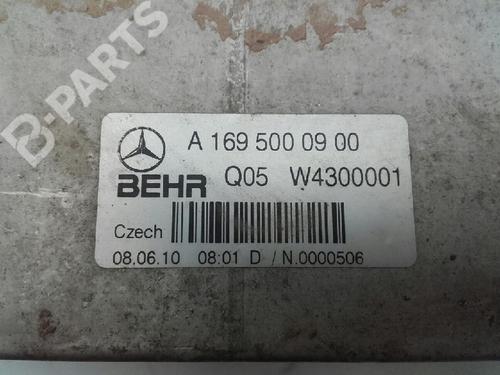 B-PARTS
A 169 500 09 00
BEHR Q05 W4300001
Czech
08.06.10 08:01 D / N.0000506